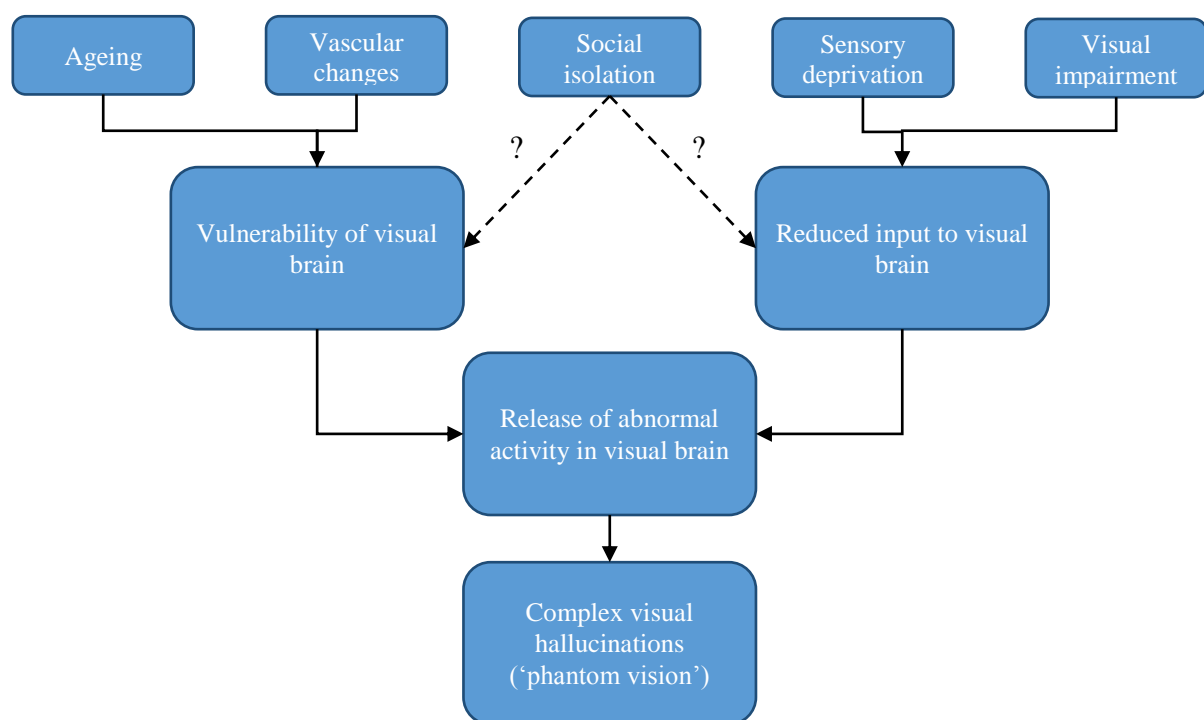 Ageing
Vascular
changes
Social
isolation
Sensory
deprivation
Visual
impairment
?
?
Vulnerability of visual
brain
Reduced input to visual
brain
Release of abnormal
activity in visual brain
Complex visual
hallucinations
(‘phantom vision’)